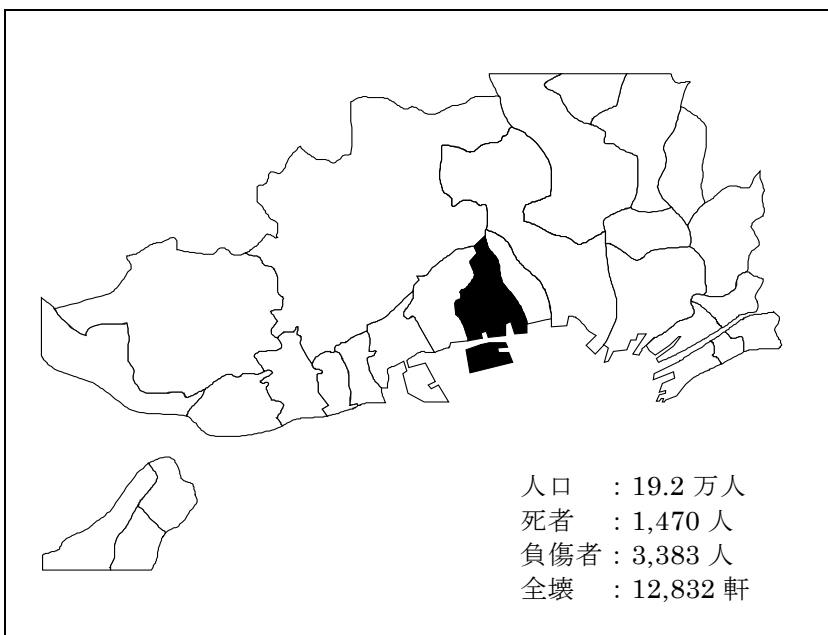 人口　：19.2 万人
死者　：1,470 人
負傷者：3,383 人
全壊　：12,832 軒